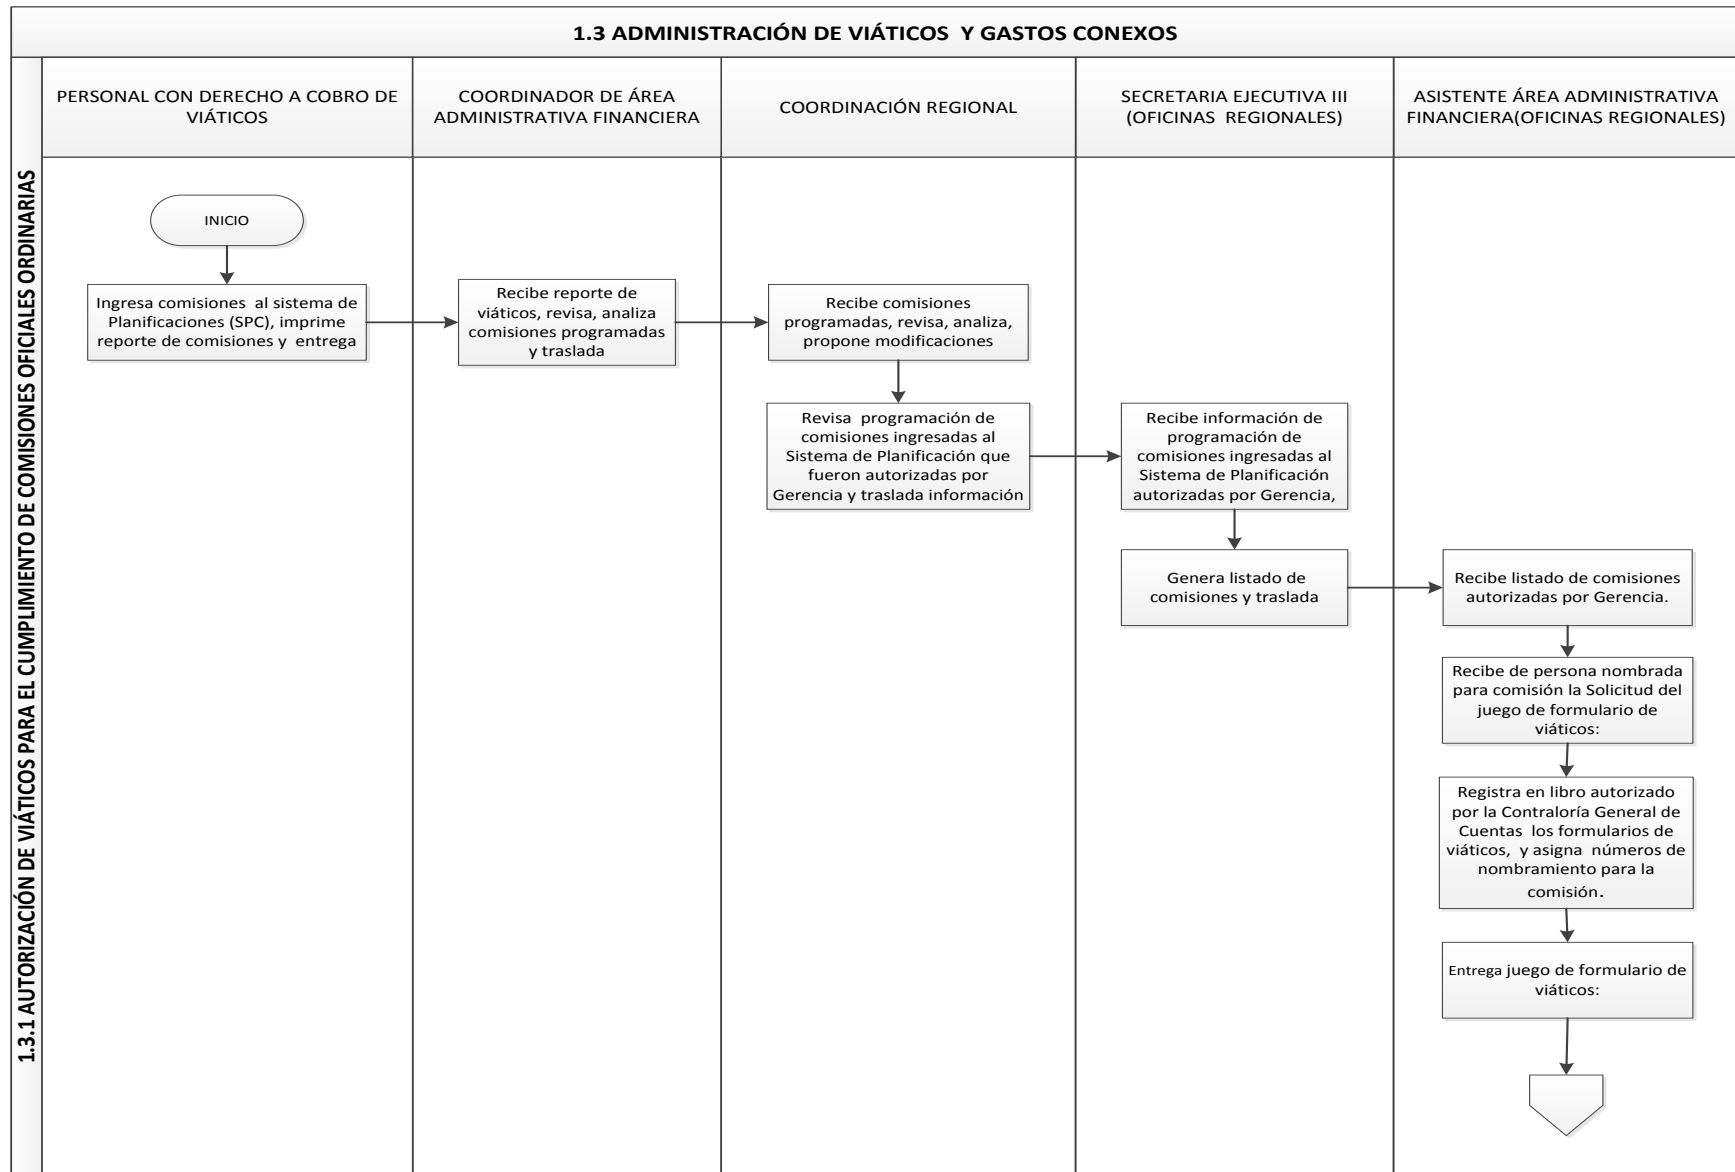 1.3 ADMINISTRACIÓN DE VIÁTICOS Y GASTOS CONEXOS
1.3.1 AUTORIZACIÓN DE VIÁTICOS PARA EL CUMPLIMIENTO DE COMISIONES OFICIALES ORDINARIAS
PERSONAL CON DERECHO A COBRO DE
VIÁTICOS
COORDINADOR DE ÁREA
ADMINISTRATIVA FINANCIERA
COORDINACIÓN REGIONAL
SECRETARIA EJECUTIVA III
(OFICINAS REGIONALES)
ASISTENTE ÁREA ADMINISTRATIVA
FINANCIERA(OFICINAS REGIONALES)
INICIO
Ingresa comisiones al sistema de
Planificaciones (SPC), imprime
reporte de comisiones y entrega
Recibe reporte de
viáticos, revisa, analiza
comisiones programadas
y traslada
Recibe comisiones
programadas, revisa, analiza,
propone modificaciones
Revisa programación de
comisiones ingresadas al
Sistema de Planificación que
fueron autorizadas por
Gerencia y traslada información
Recibe información de
programación de
comisiones ingresadas al
Sistema de Planificación
autorizadas por Gerencia,
Genera listado de
comisiones y traslada
Recibe listado de comisiones
autorizadas por Gerencia.
Recibe de persona nombrada
para comisión la Solicitud del
juego de formulario de
viáticos:
Registra en libro autorizado
por la Contraloría General de
Cuentas los formularios de
viáticos, y asigna números de
nombramiento para la
comisión.
Entrega juego de formulario de
viáticos: